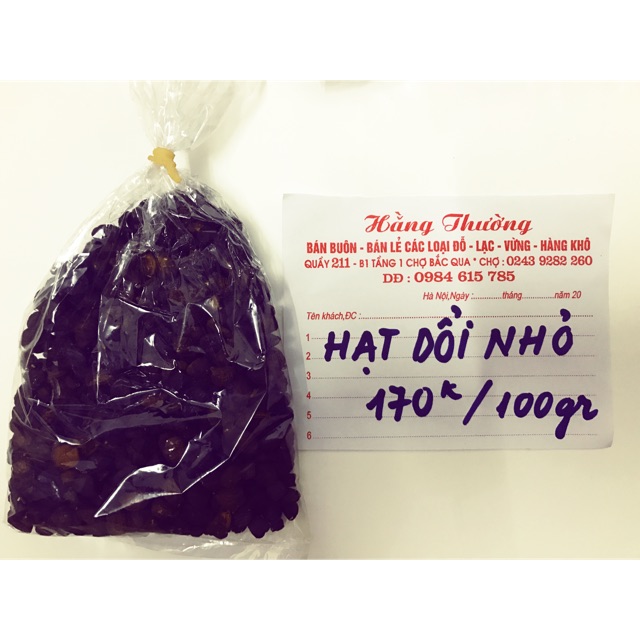 Hằng Thường
BÁN BUÔN - BÁN LẺ CÁC LOẠI ĐỖ - LẠC - VỪNG - HÀNG KHÔ
QUẦY 211 - B1 TẦNG 1 CHỢ BẮC QUA * CHỢ : 0243 9282 260
DĐ : 0984 615 785
Hà Nội, Ngày :............tháng ............năm 20
Tên khách,ĐC :
1
2 HẠT DỔI NHỎ
3
4
5 170K/100gr
6